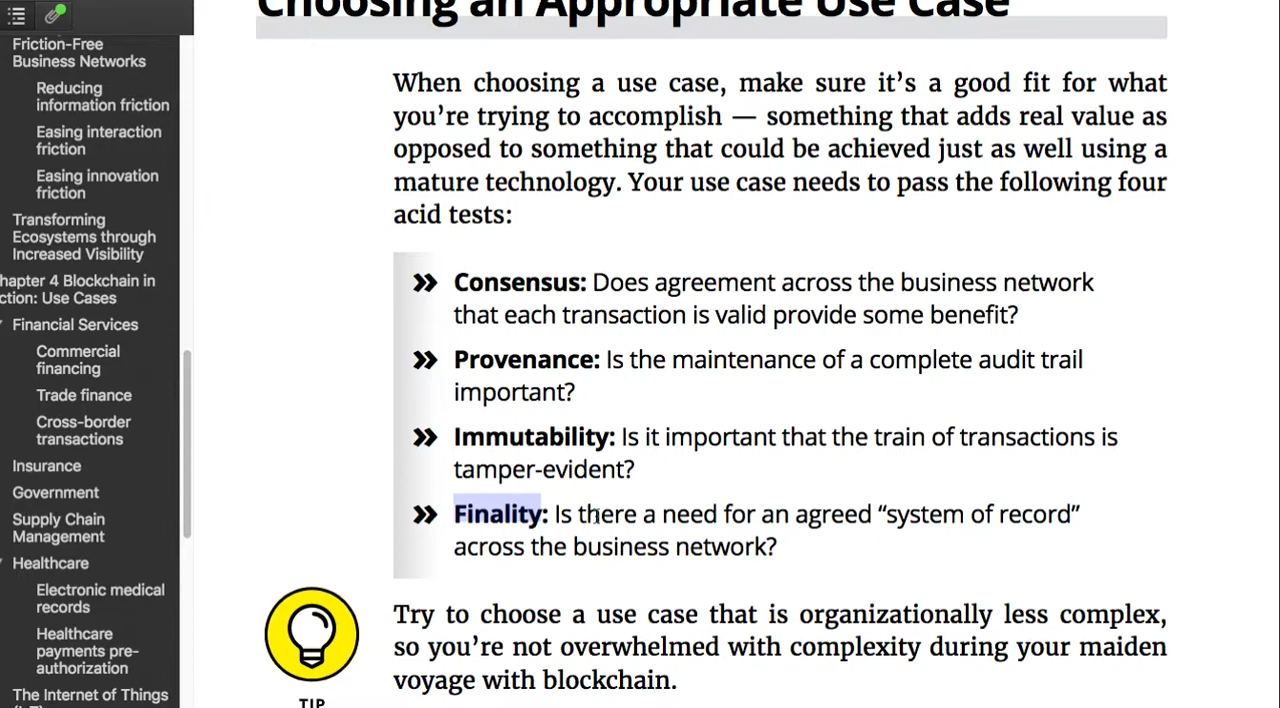 Friction-Free
Business Networks
Reducing
information friction
Easing interaction
friction
Easing innovation
friction
Transforming
Ecosystems through
Increased Visibility
hapter 4 Blockchain in
ction: Use Cases
Financial Services
Commercial
financing
Trade finance
Cross-border
transactions
Insurance
Government
Supply Chain
Management
Healthcare
Electronic medical
records
Healthcare
payments pre-
authorization
The Internet of Things
Choosing an Appropriate Use Case
When choosing a use case, make sure it’s a good fit for what
you’re trying to accomplish — something that adds real value as
opposed to something that could be achieved just as well using a
mature technology. Your use case needs to pass the following four
acid tests:
» Consensus: Does agreement across the business network
that each transaction is valid provide some benefit?
» Provenance: Is the maintenance of a complete audit trail
important?
» Immutability: Is it important that the train of transactions is
tamper-evident?
» Finality: Is there a need for an agreed “system of record”
across the business network?
Try to choose a use case that is organizationally less complex,
so you’re not overwhelmed with complexity during your maiden
voyage with blockchain.
TIP